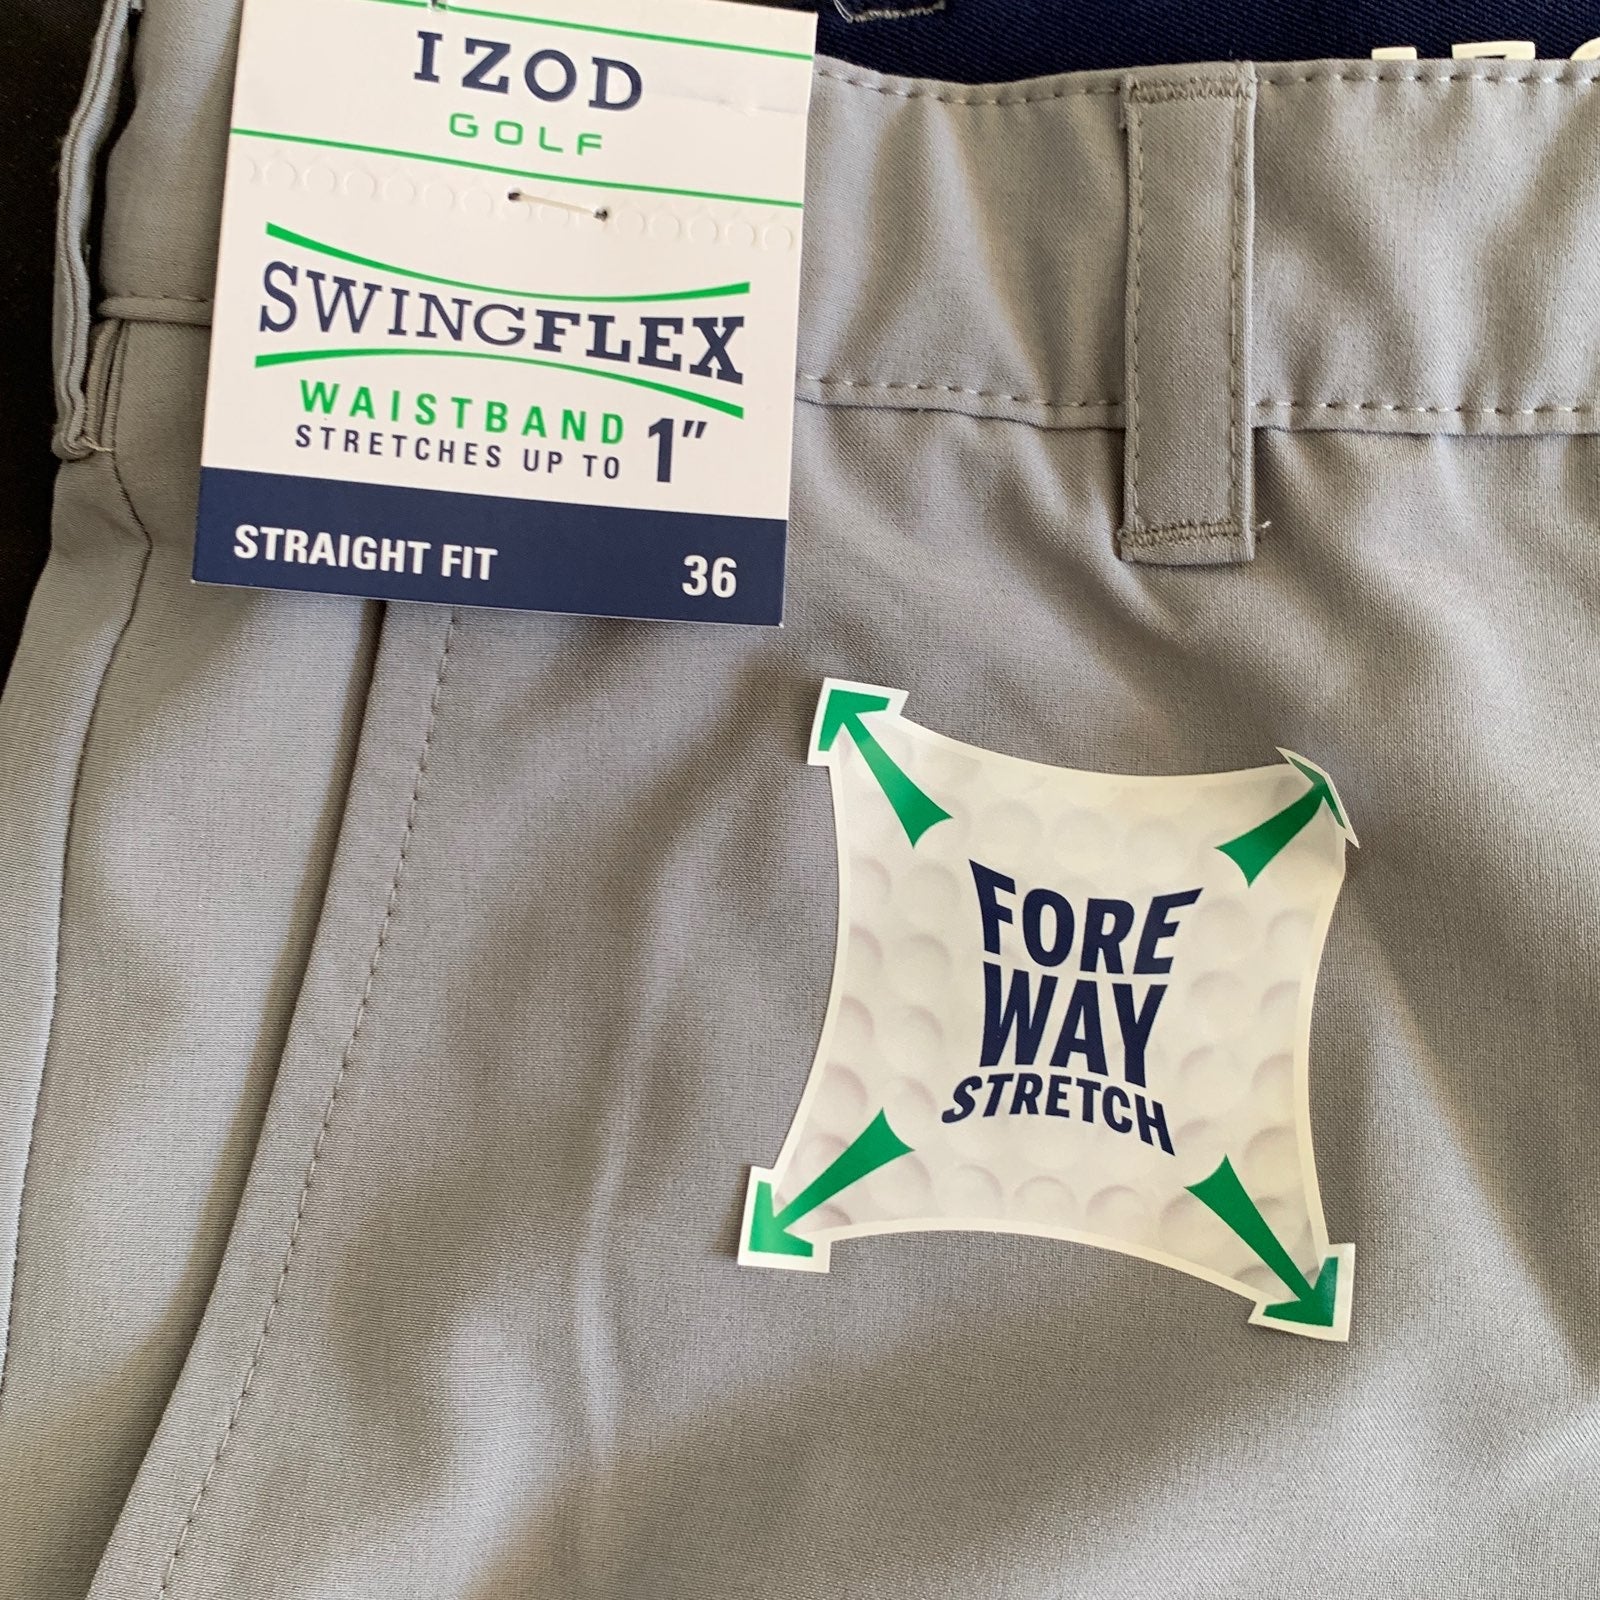 IZOD
GOLF
SWINGFLEX
WAISTBAND
STRETCHES UP TO 1"
STRAIGHT FIT 36
FORE
WAY
STRETCH